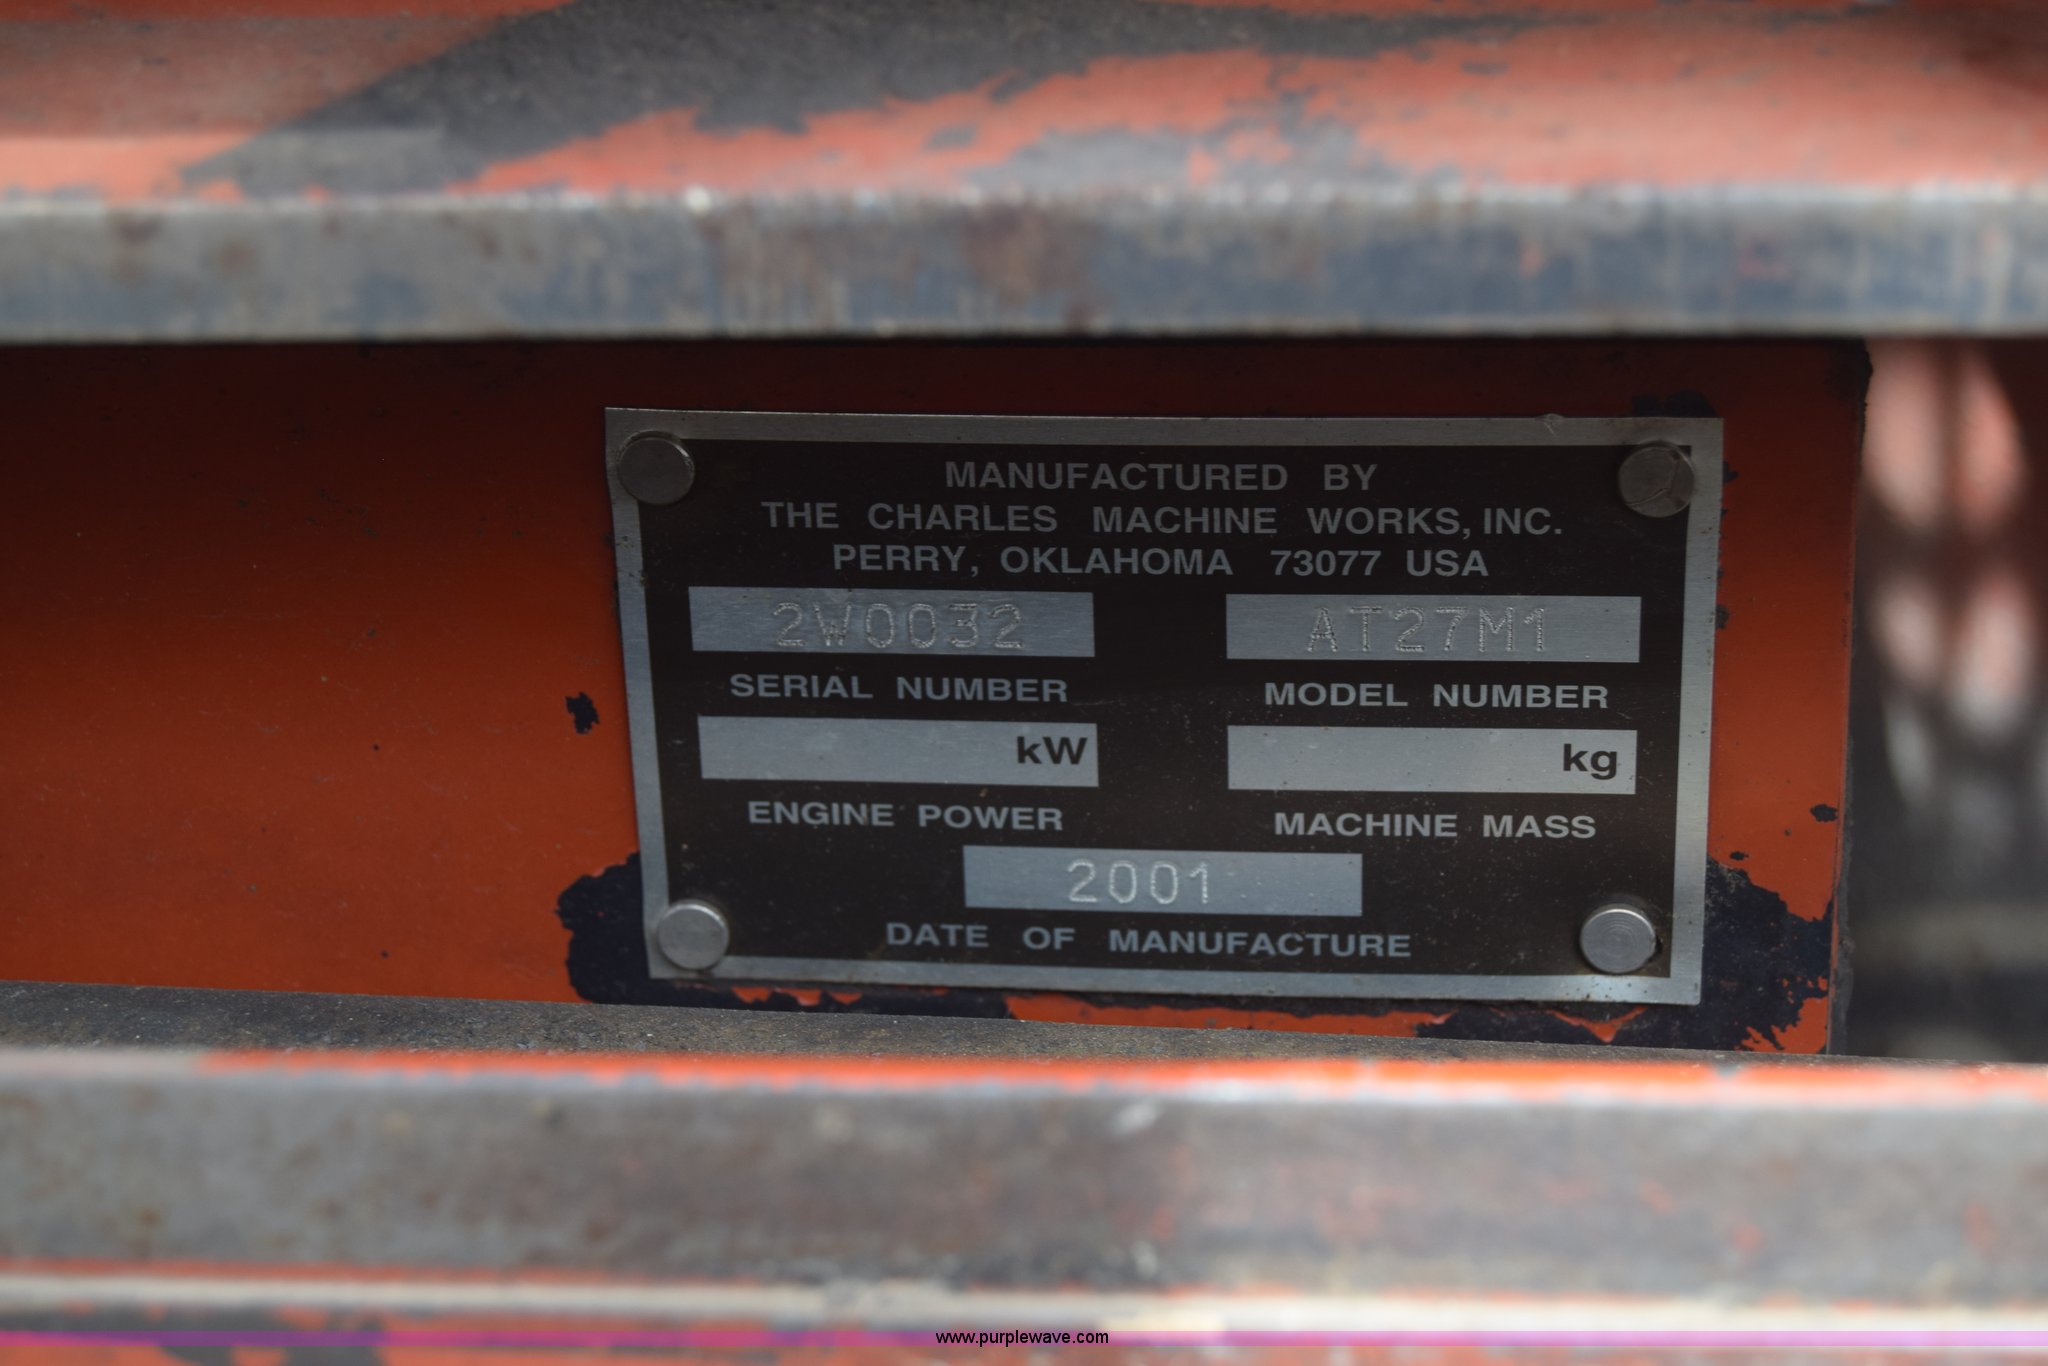 MANUFACTURED BY
THE CHARLES MACHINE WORKS, INC.
PERRY, OKLAHOMA 73077 USA
2W0032 AT27M1
SERIAL NUMBER MODEL NUMBER
kW kg
ENGINE POWER MACHINE MASS
2001
DATE OF MANUFACTURE
www.purplewave.com